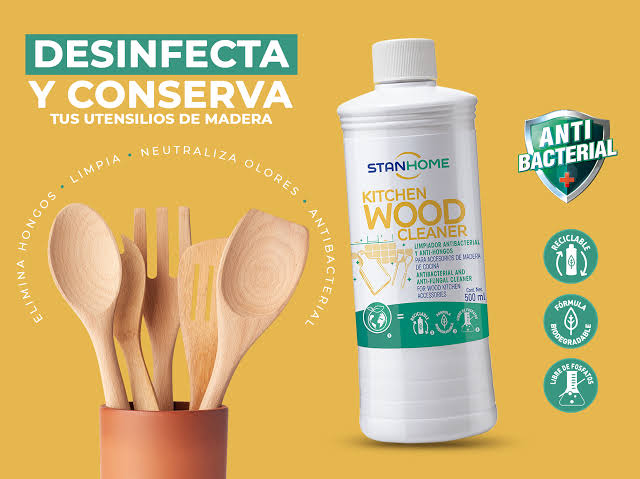 DESINFECTA
Y CONSERVA
TUS UTENSILIOS DE MADERA
ELIMINA HONGOS • LIMPIA • NEUTRALIZA OLORES • ANTIBACTERIAL
STANHOME
KITCHEN
WOOD
CLEANER
LIMPIADOR ANTIBACTERIAL
Y ANTI-HONGOS
PARA ACCESORIOS DE MADERA
DE COCINA
ANTIBACTERIAL AND
ANTI-FUNGAL CLEANER
FOR WOOD KITCHEN
ACCESSORIES
Cont. Net.
500 ml
ANTI
BACTERIAL
RECICLABLE
FÓRMULA
BIODEGRADABLE
LIBRE DE FOSFATOS